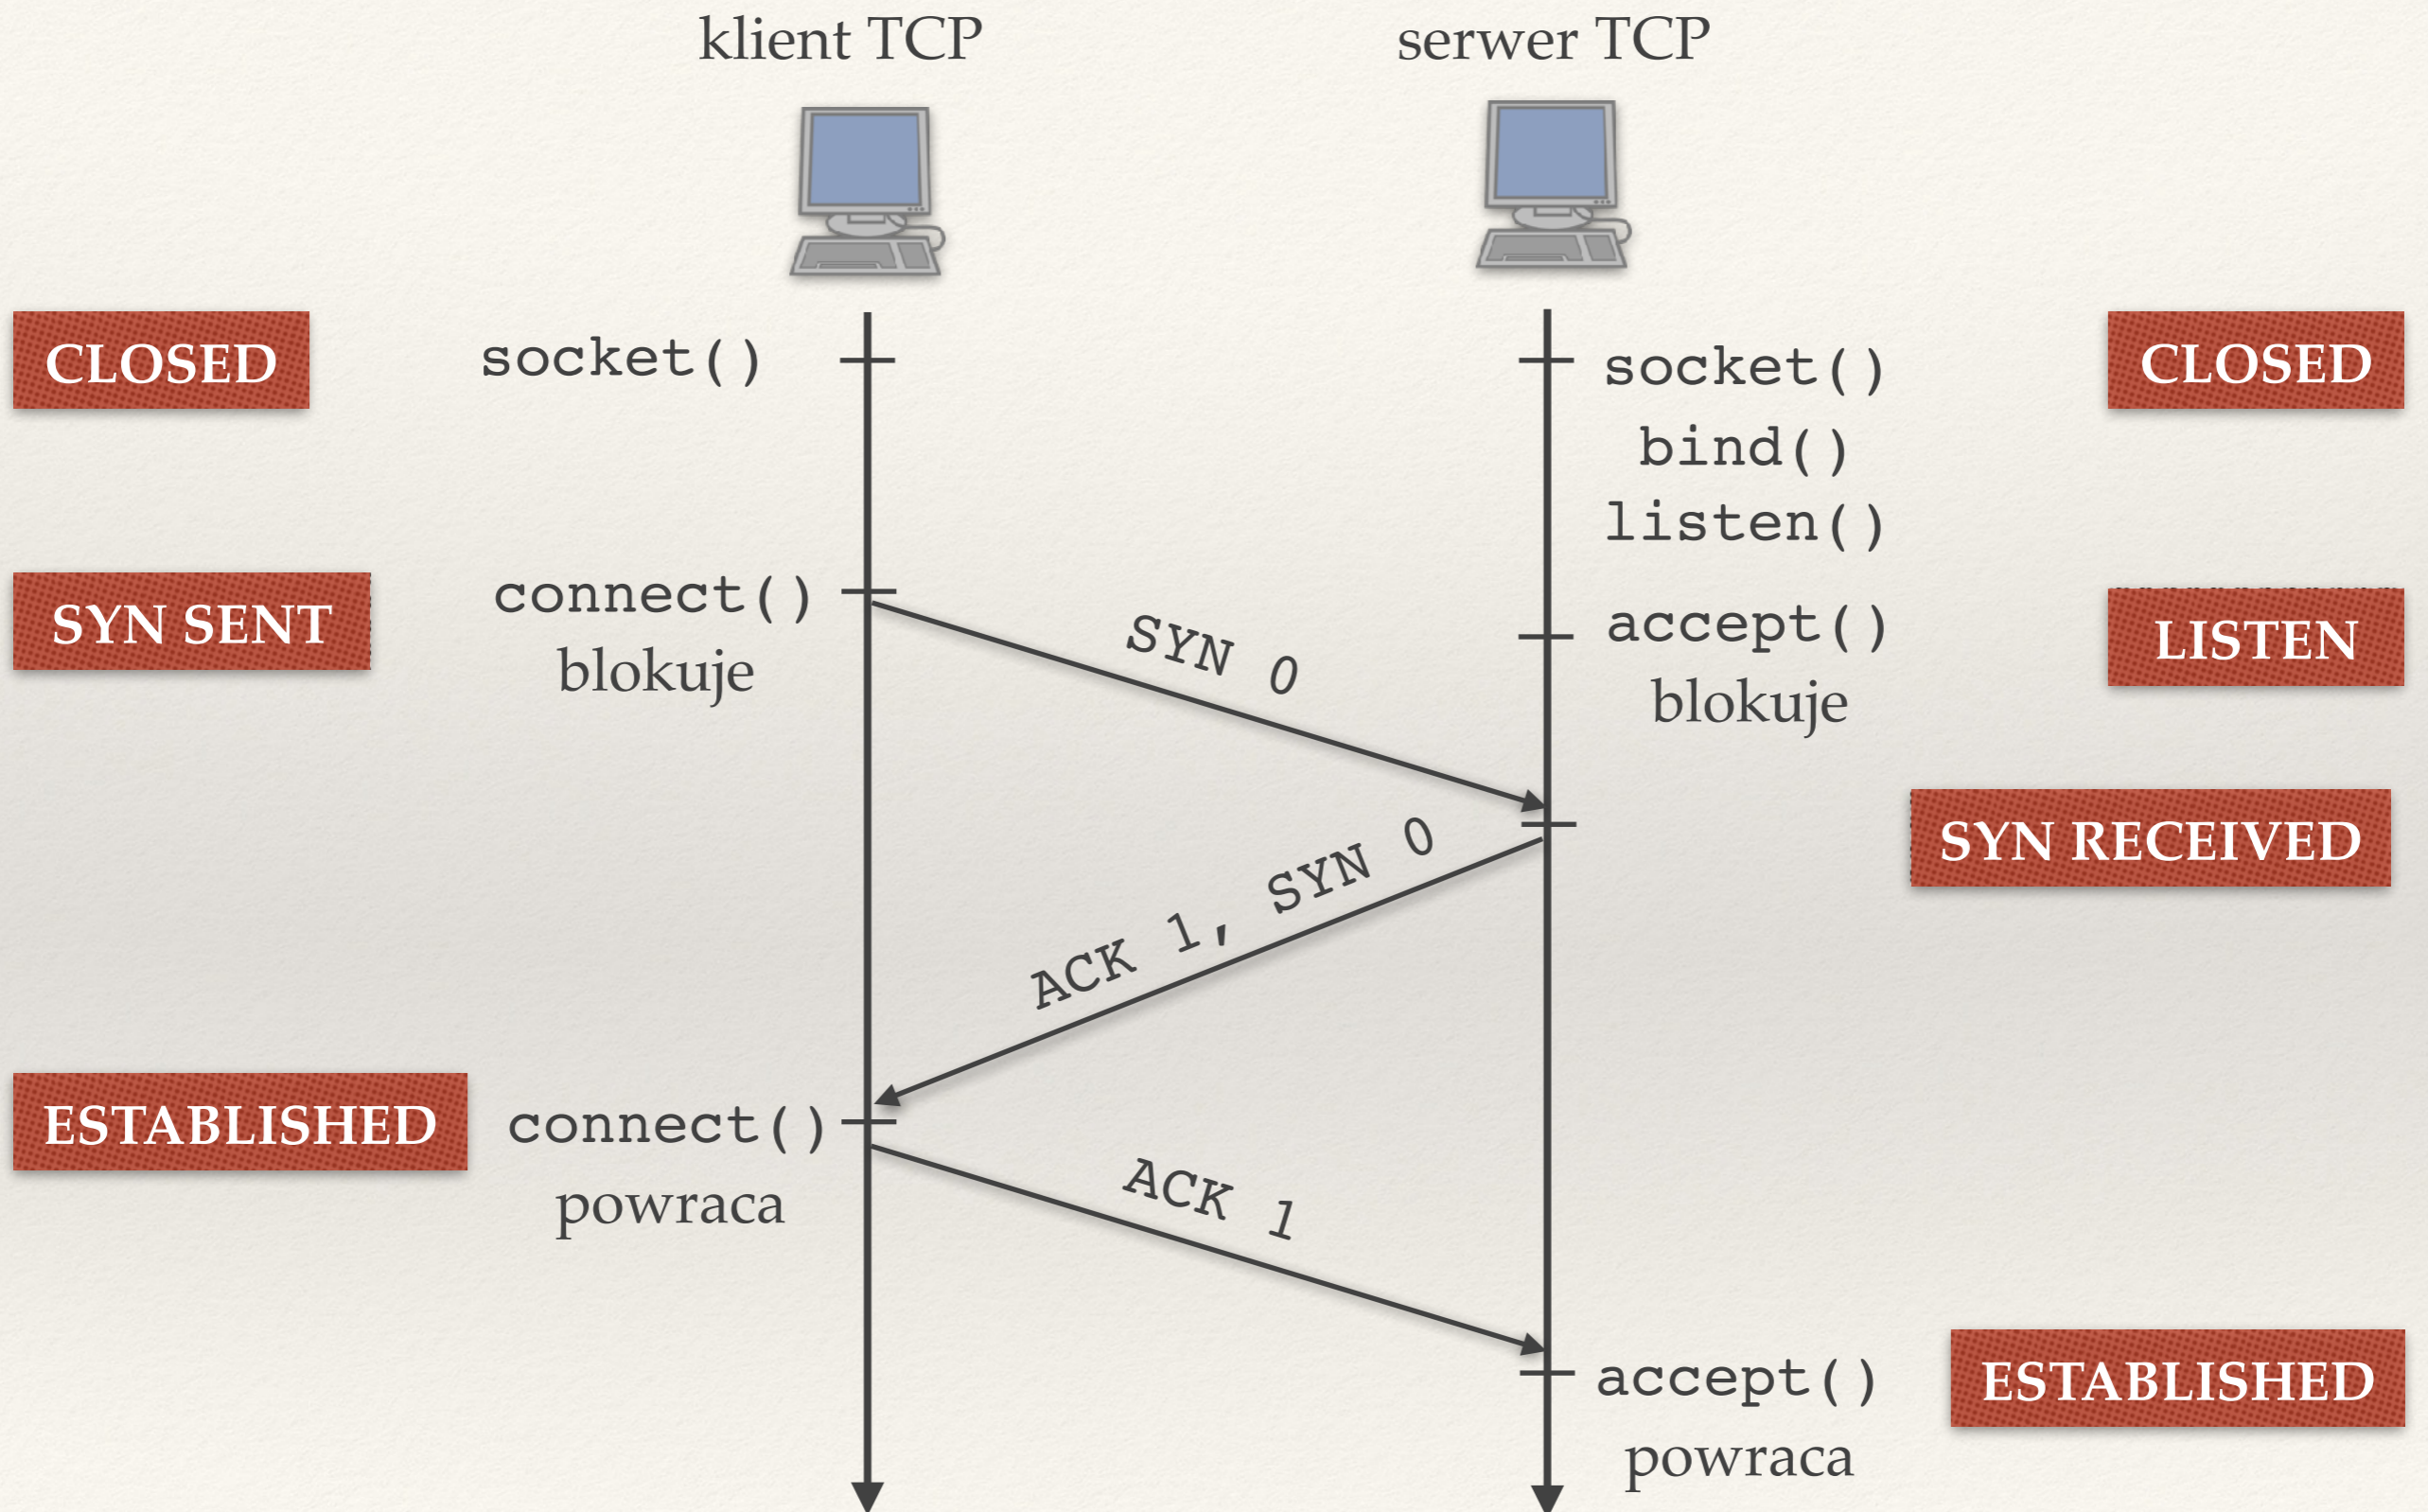 klient TCP
serwer TCP
CLOSED
socket()
socket()
CLOSED
bind()
listen()
SYN SENT
connect()
blokuje
SYN 0
accept()
blokuje
LISTEN
SYN RECEIVED
ACK 1, SYN 0
ESTABLISHED
connect()
powraca
ACK 1
accept()
powraca
ESTABLISHED